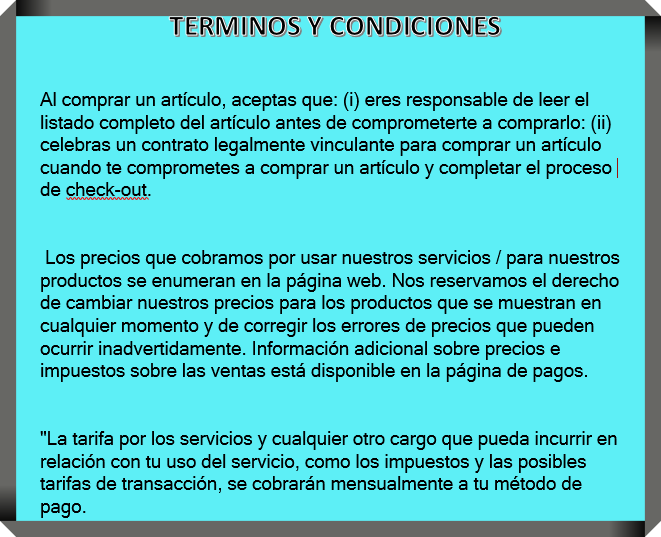 TERMINOS Y CONDICIONES
Al comprar un artículo, aceptas que: (i) eres responsable de leer el
listado completo del artículo antes de comprometerte a comprarlo: (ii)
celebras un contrato legalmente vinculante para comprar un artículo
cuando te comprometes a comprar un artículo y completar el proceso
de check-out.
Los precios que cobramos por usar nuestros servicios / para nuestros
productos se enumeran en la página web. Nos reservamos el derecho
de cambiar nuestros precios para los productos que se muestran en
cualquier momento y de corregir los errores de precios que pueden
ocurrir inadvertidamente. Información adicional sobre precios e
impuestos sobre las ventas está disponible en la página de pagos.
"La tarifa por los servicios y cualquier otro cargo que pueda incurrir en
relación con tu uso del servicio, como los impuestos y las posibles
tarifas de transacción, se cobrarán mensualmente a tu método de
pago.